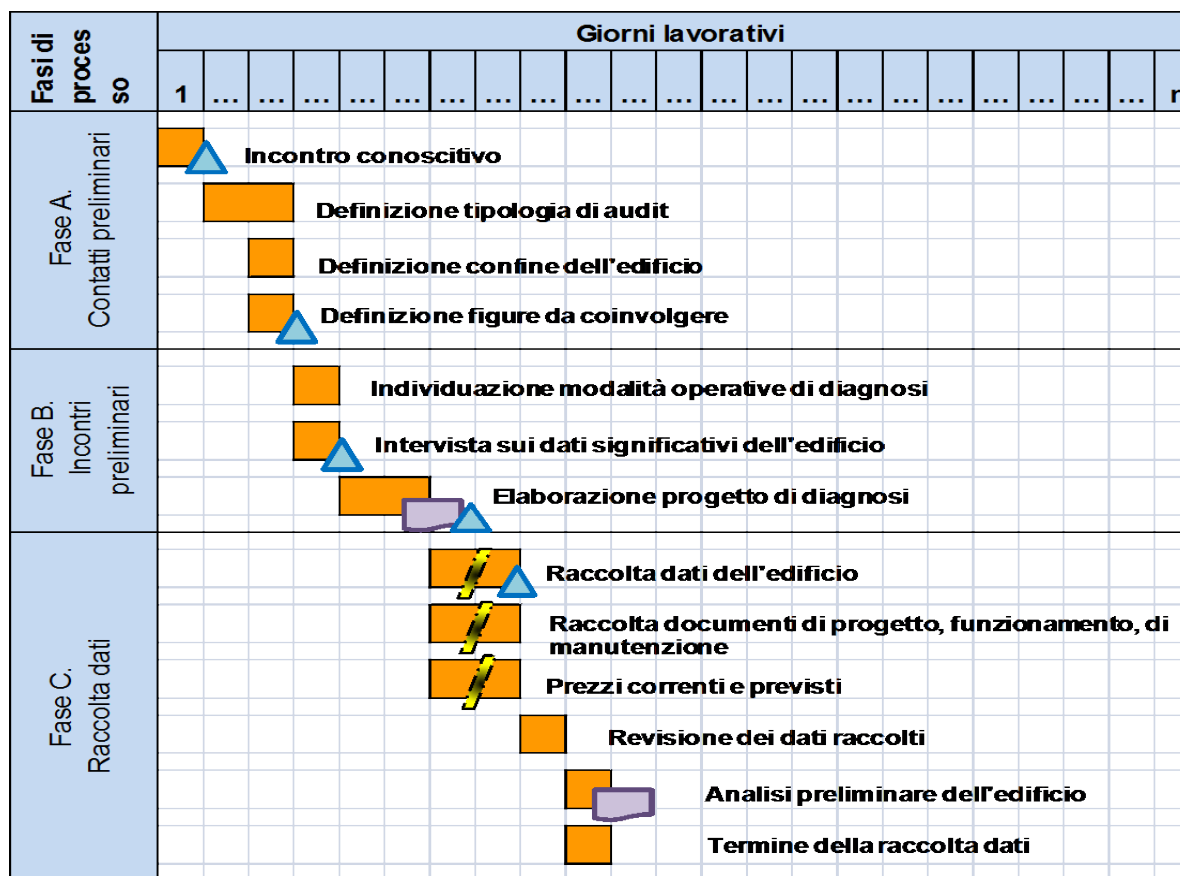 Fasi di
proces
so
Giorni lavorativi
1 ... ... ... ... ... ... ... ... ... ... ... ... ... ... ... ... ... ... ... ... ... n
Fase A.
Contatti preliminari
Incontro conoscitivo
Definizione tipologia di audit
Definizione confine dell'edificio
Definizione figure da coinvolgere
Fase B.
Incontri
preliminari
Individuazione modalità operative di diagnosi
Intervista sui dati significativi dell'edificio
Elaborazione progetto di diagnosi
Fase C.
Raccolta dati
Raccolta dati dell'edificio
Raccolta documenti di progetto, funzionamento, di
manutenzione
Prezzi correnti e previsti
Revisione dei dati raccolti
Analisi preliminare dell'edificio
Termine della raccolta dati